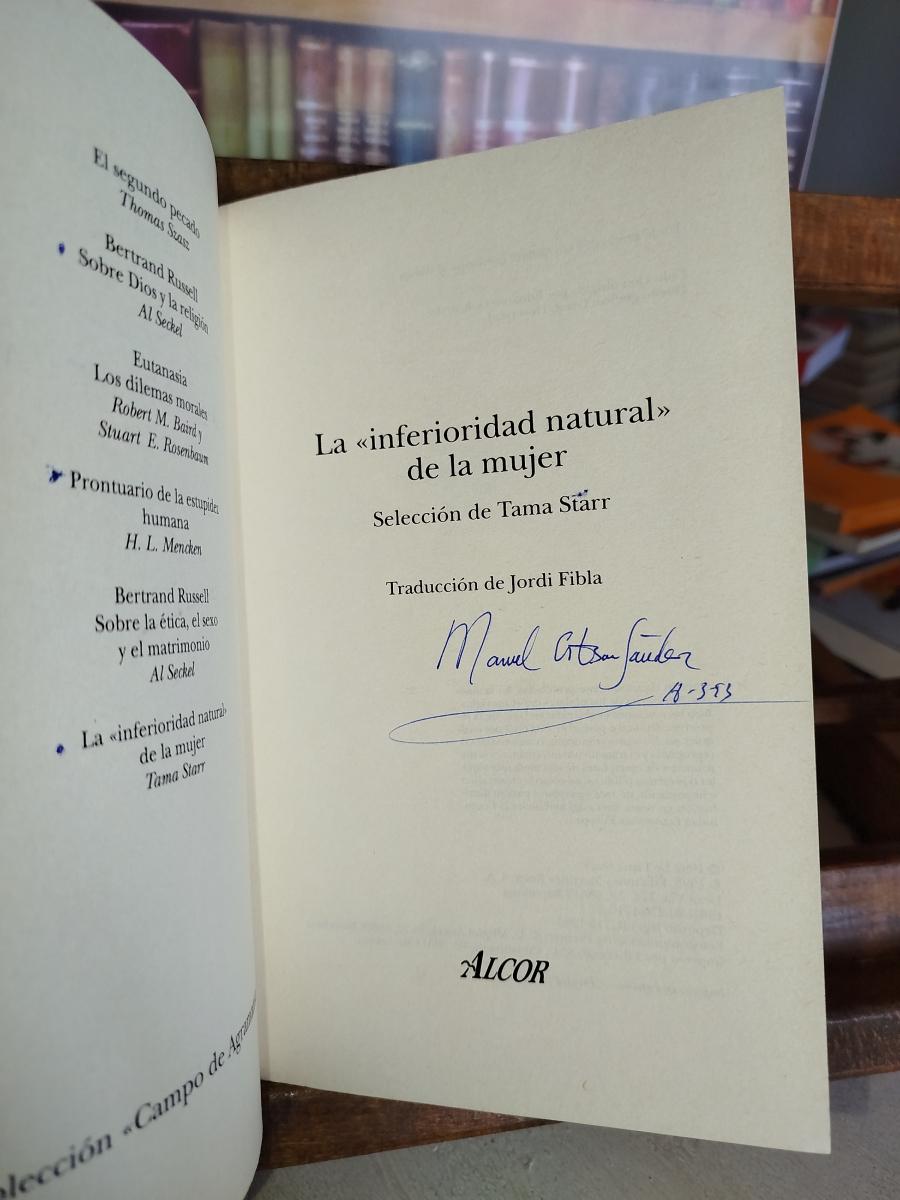 El segundo pecado
Thomas Szasz
Bertrand Russell
Sobre Dios y la religión
Al Seckel
Eutanasia
Los dilemas morales
Robert M. Baird y
Stuart E. Rosenbaum
Prontuario de la estupidez
humana
H. L. Mencken
Bertrand Russell
Sobre la ética, el sexo
y el matrimonio
Al Seckel
La «inferioridad natural»
de la mujer
Tama Starr
olección «Campo de
La «inferioridad natural»
de la mujer
Selección de Tama Starr
Traducción de Jordi Fibla
Manuel
ALCOR